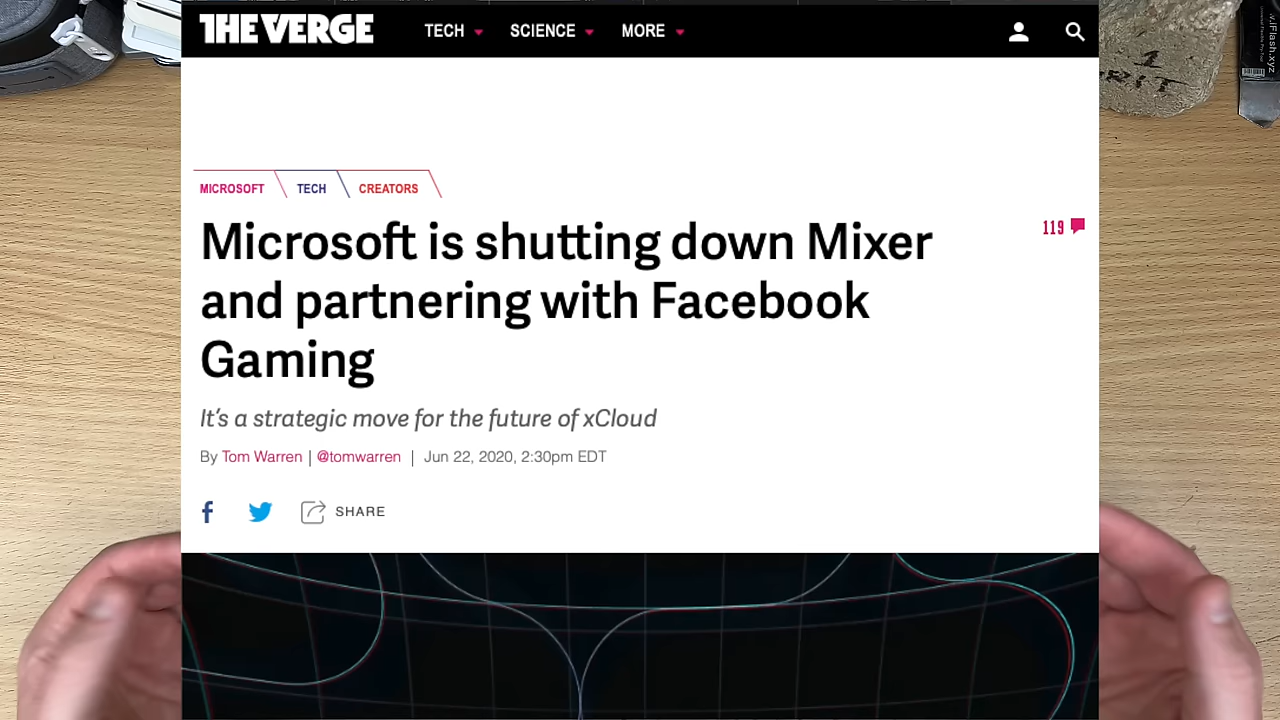 THE VERGE
TECH SCIENCE MORE
MICROSOFT TECH CREATORS
Microsoft is shutting down Mixer
and partnering with Facebook
Gaming
119
It's a strategic move for the future of xCloud
By Tom Warren | @tomwarren | Jun 22, 2020, 2:30pm EDT
SHARE
iFlash.xyz